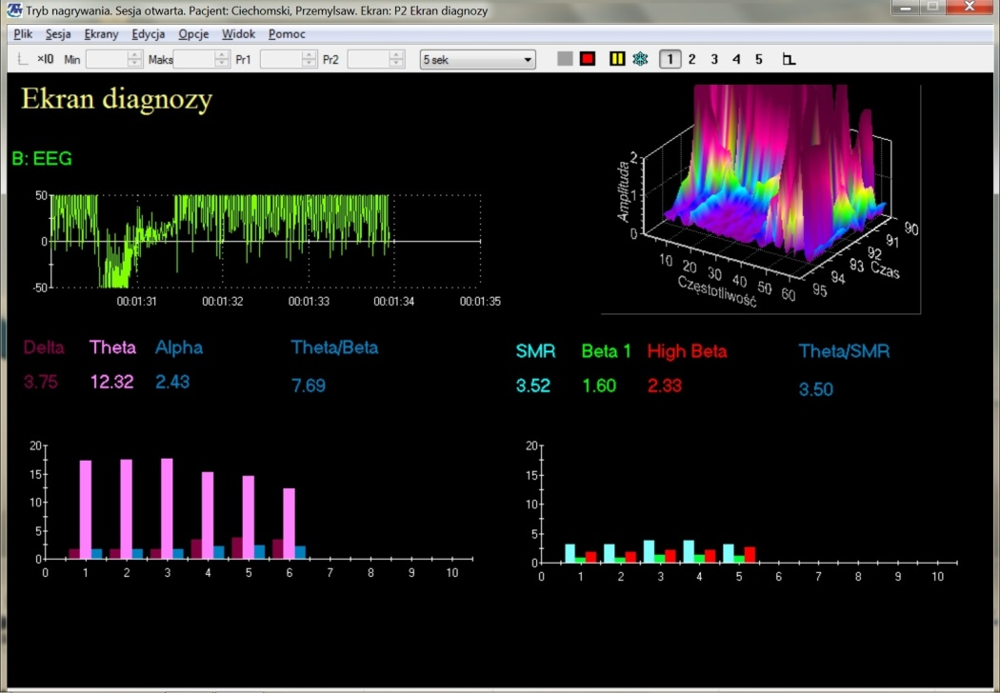 Tryb nagrywania. Sesja otwarta. Pacjent: Ciechomski, Przemylsaw. Ekran: P2 Ekran diagnozy
Plik Sesja Ekrany Edycja Opcje Widok Pomoc
×10 Min Maks Pr1 Pr2 5 sek 1 2 3 4 5
Ekran diagnozy
B: EEG
50
0
-50
00:01:31 00:01:32 00:01:33 00:01:34 00:01:35
Amplituda
2
1
0
10 20 30 40 50 60
Częstotliwość
95 94 93 92 91 90
Czas
Delta Theta Alpha Theta/Beta
3.75 12.32 2.43 7.69
SMR Beta 1 High Beta Theta/SMR
3.52 1.60 2.33 3.50
20
15
10
5
0
0 1 2 3 4 5 6 7 8 9 10
20
15
10
5
0
0 1 2 3 4 5 6 7 8 9 10